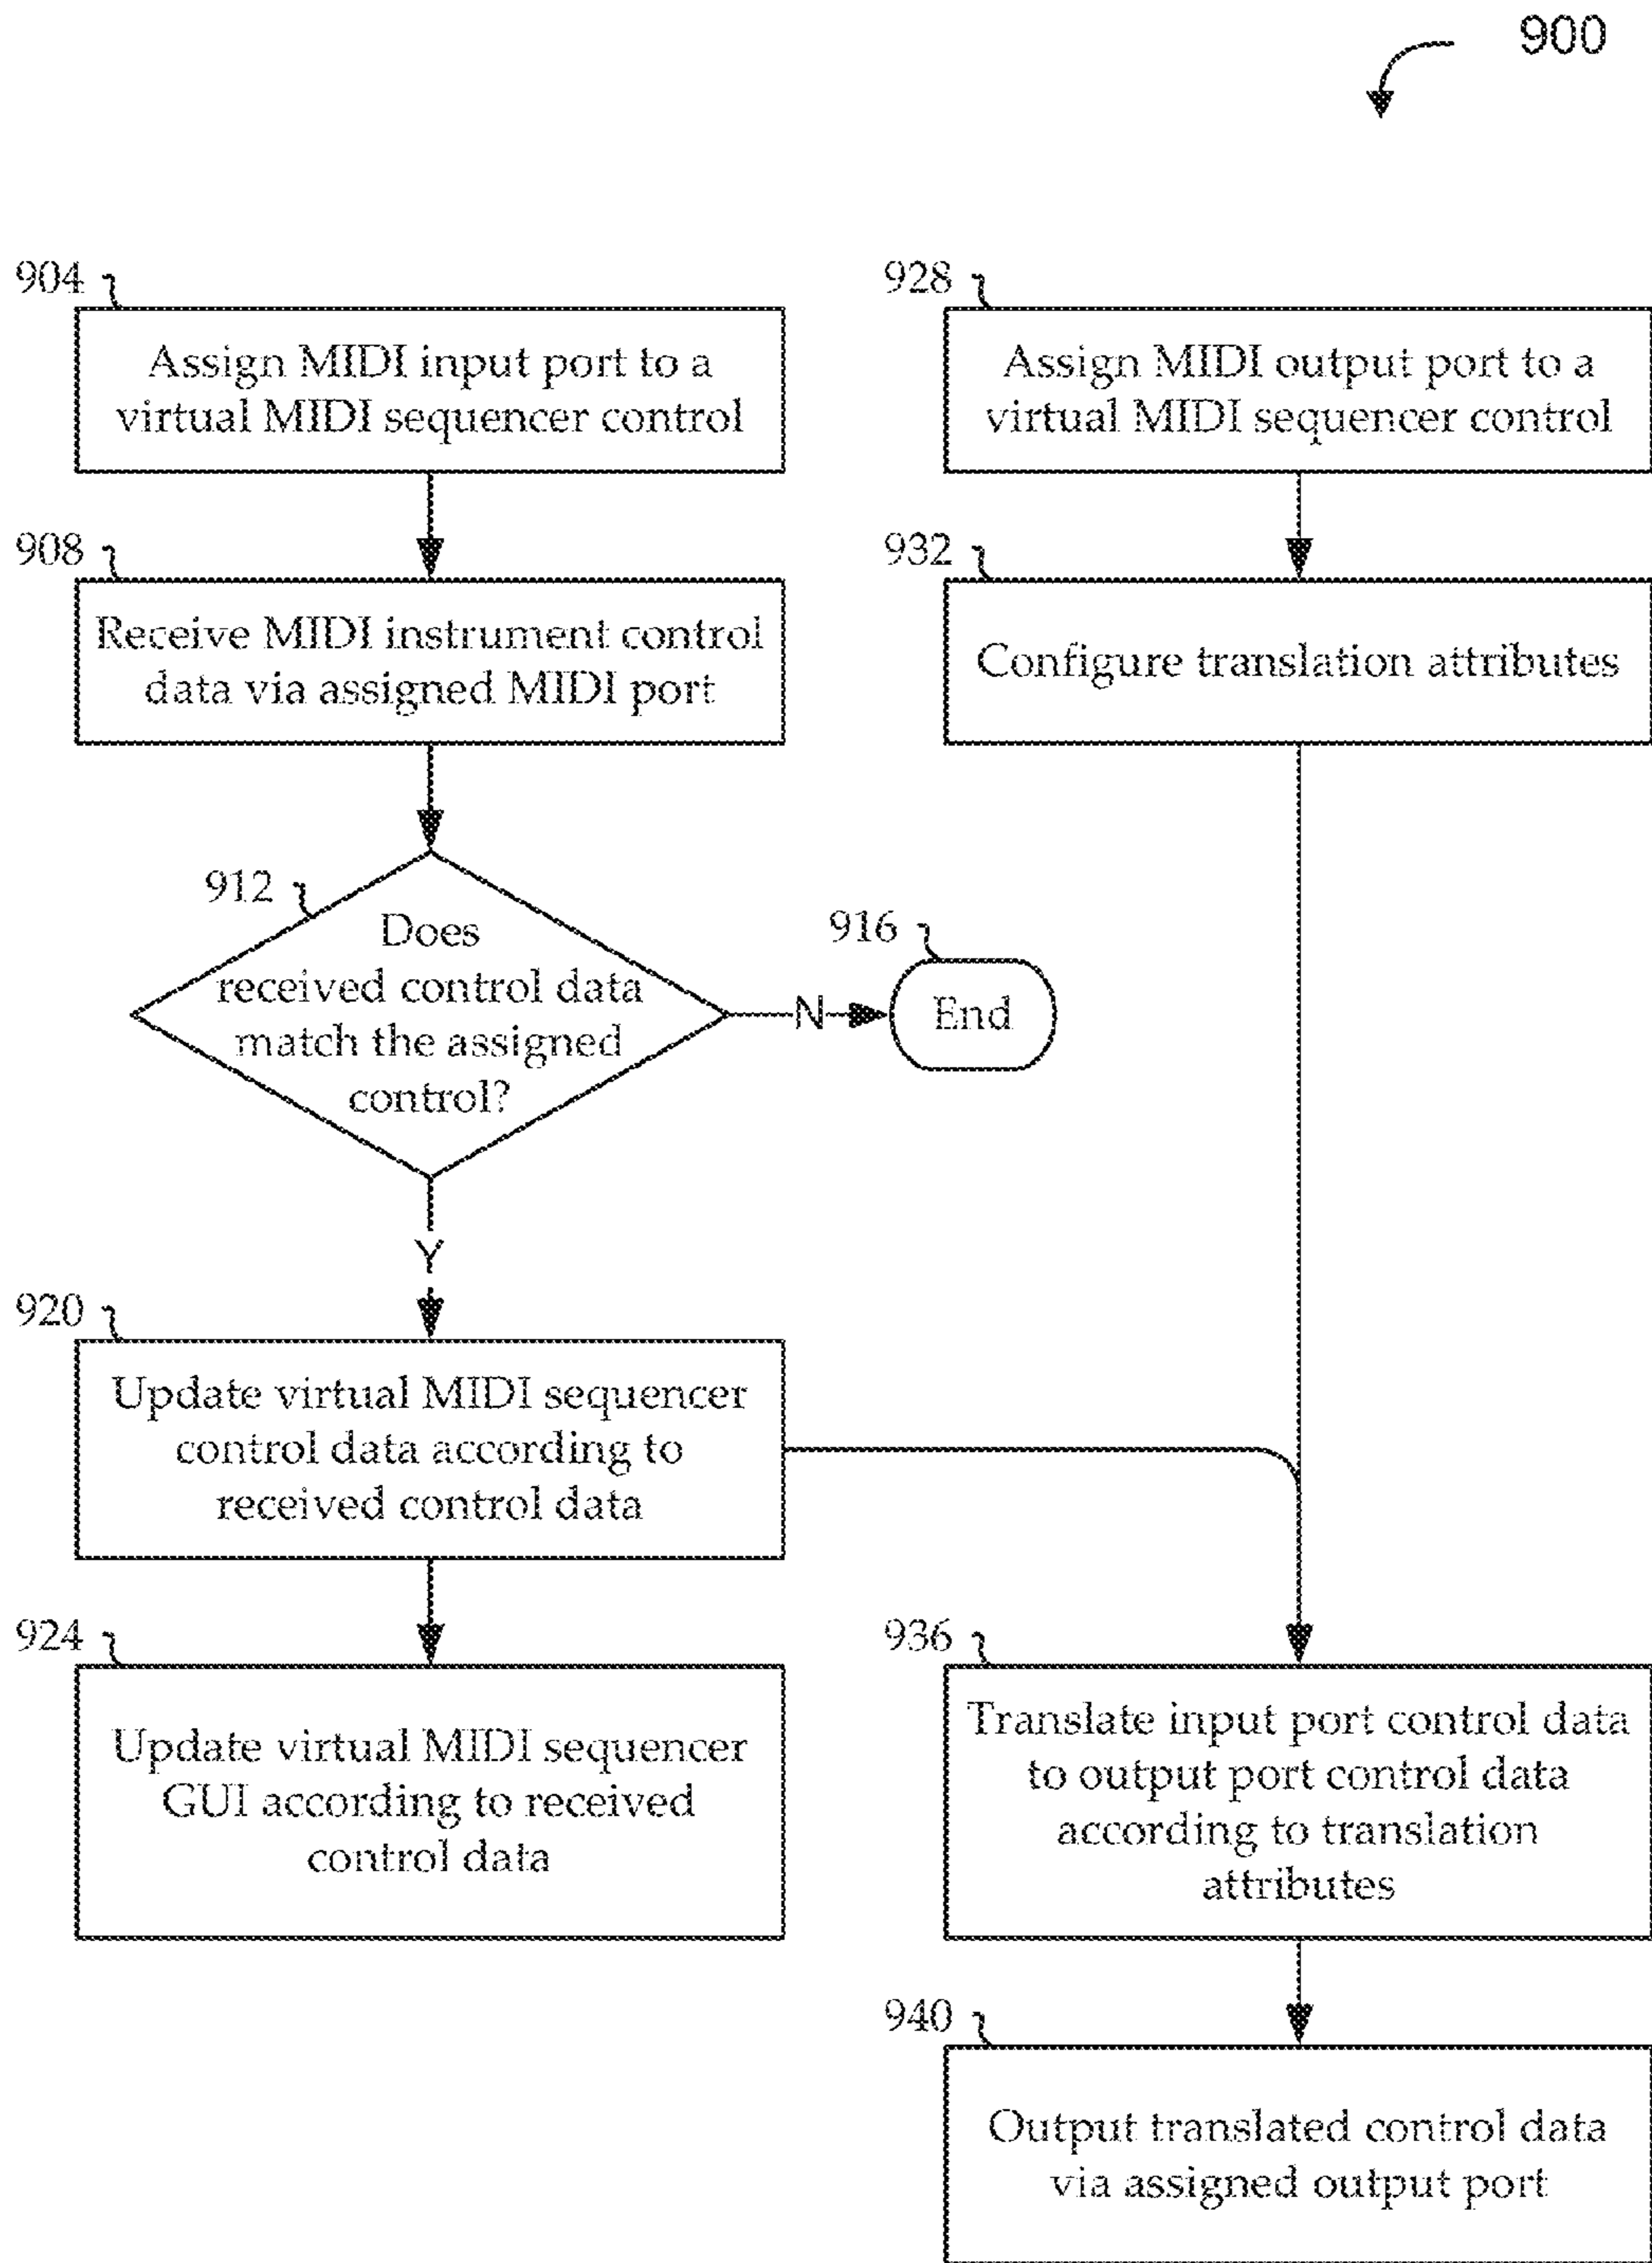 900
904
Assign MIDI input port to a
virtual MIDI sequencer control
928
Assign MIDI output port to a
virtual MIDI sequencer control
908
Receive MIDI instrument control
data via assigned MIDI port
932
Configure translation attributes
912
Does
received control data
match the assigned
control?
N
916
End
Y
920
Update virtual MIDI sequencer
control data according to
received control data
924
Update virtual MIDI sequencer
GUI according to received
control data
936
Translate input port control data
to output port control data
according to translation
attributes
940
Output translated control data
via assigned output port